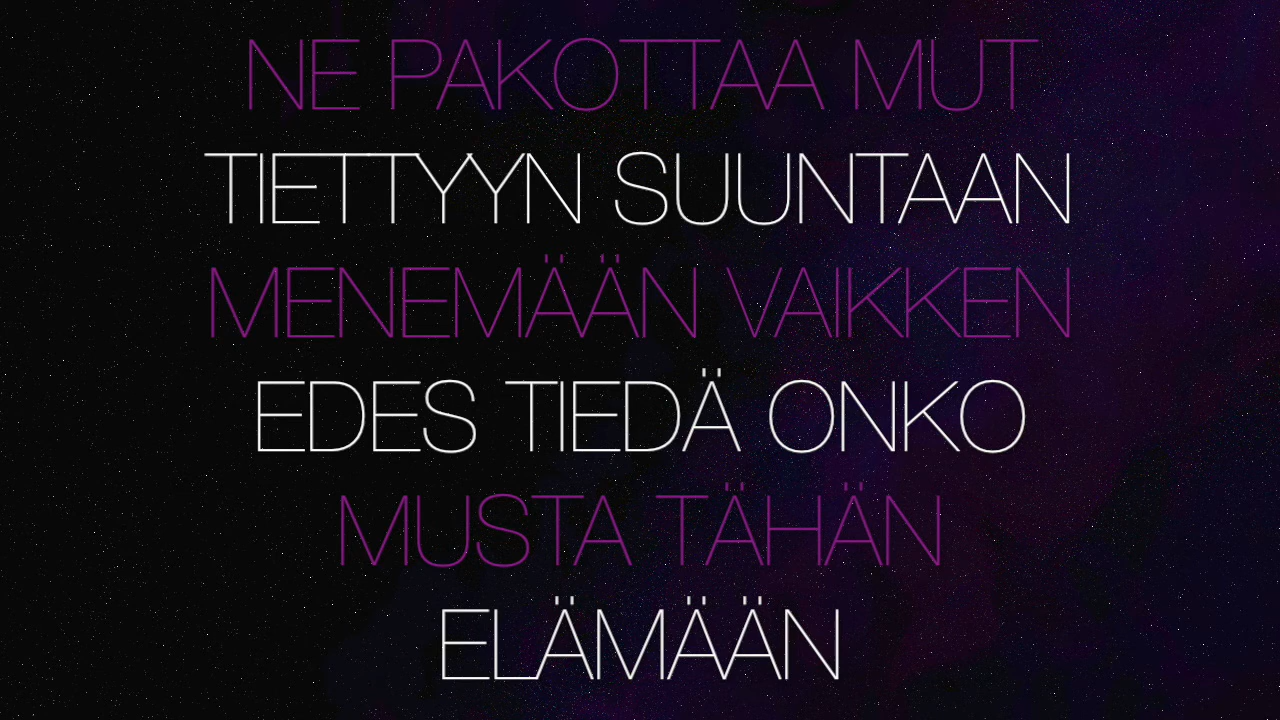 NE PAKOTTAA MUT
TIETTYYN SUUNTAAN
MENEMÄÄN VAIKKEN
EDES TIEDÄ ONKO
MUSTA TÄHÄN
ELÄMÄÄN